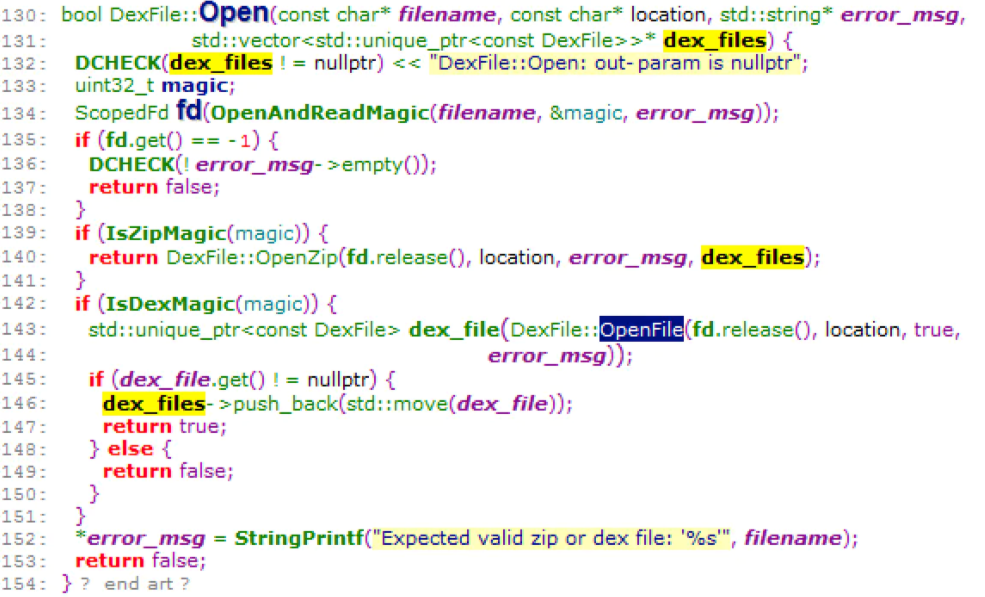 130: bool DexFile::Open(const char* filename, const char* location, std::string* error_msg,
131: std::vector<std::unique_ptr<const DexFile>>* dex_files) {
132: DCHECK(dex_files != nullptr) << "DexFile::Open: out-param is nullptr";
133: uint32_t magic;
134: ScopedFd fd(OpenAndReadMagic(filename, &magic, error_msg));
135: if (fd.get() == -1) {
136: DCHECK(!error_msg->empty());
137: return false;
138: }
139: if (IsZipMagic(magic)) {
140: return DexFile::OpenZip(fd.release(), location, error_msg, dex_files);
141: }
142: if (IsDexMagic(magic)) {
143: std::unique_ptr<const DexFile> dex_file(DexFile::OpenFile(fd.release(), location, true,
144: error_msg));
145: if (dex_file.get() != nullptr) {
146: dex_files->push_back(std::move(dex_file));
147: return true;
148: } else {
149: return false;
150: }
151: }
152: *error_msg = StringPrintf("Expected valid zip or dex file: '%s'", filename);
153: return false;
154: } ? end art ?